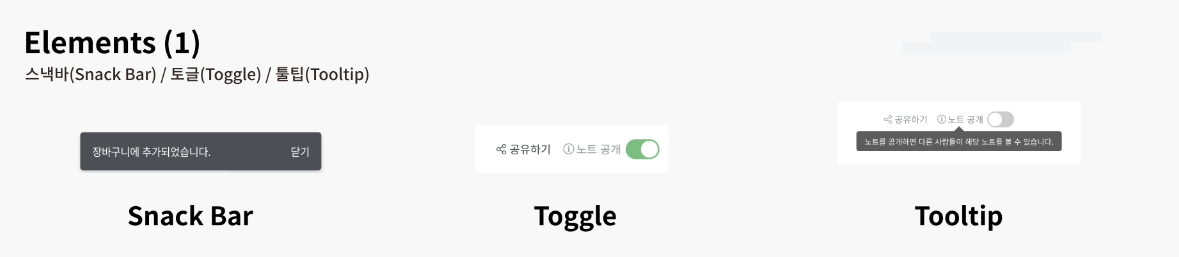 Elements (1)
스낵바(Snack Bar) / 토글(Toggle) / 툴팁(Tooltip)
장바구니에 추가되었습니다. 닫기
Snack Bar
공유하기 노트 공개
Toggle
공유하기 노트 공개
노트를 공개하면 다른 사람들이 해당 노트를 볼 수 있습니다.
Tooltip